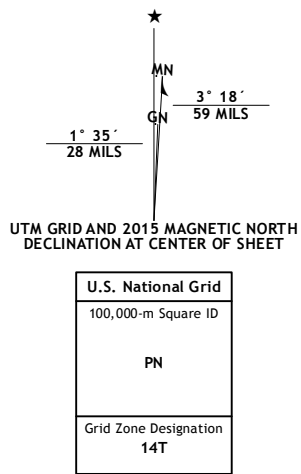 ★
MN
3° 18´
59 MILS
GN
1° 35´
28 MILS
UTM GRID AND 2015 MAGNETIC NORTH
DECLINATION AT CENTER OF SHEET
U.S. National Grid
100,000-m Square ID
PN
Grid Zone Designation
14T